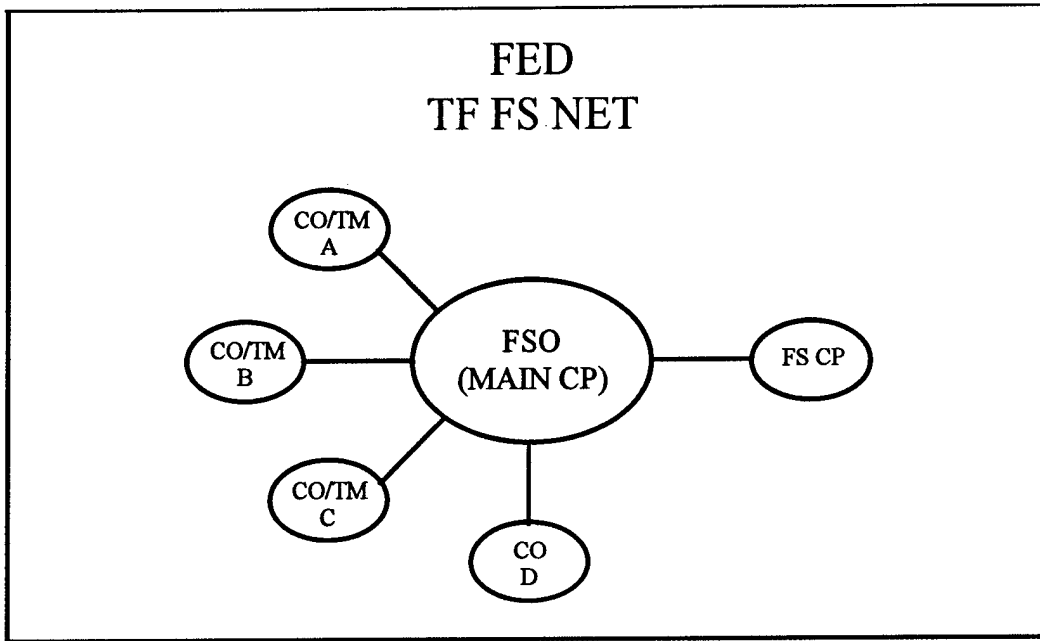 FED
TF FS NET
CO/TM
A
CO/TM
B
FSO
(MAIN CP)
FS CP
CO/TM
C
CO
D